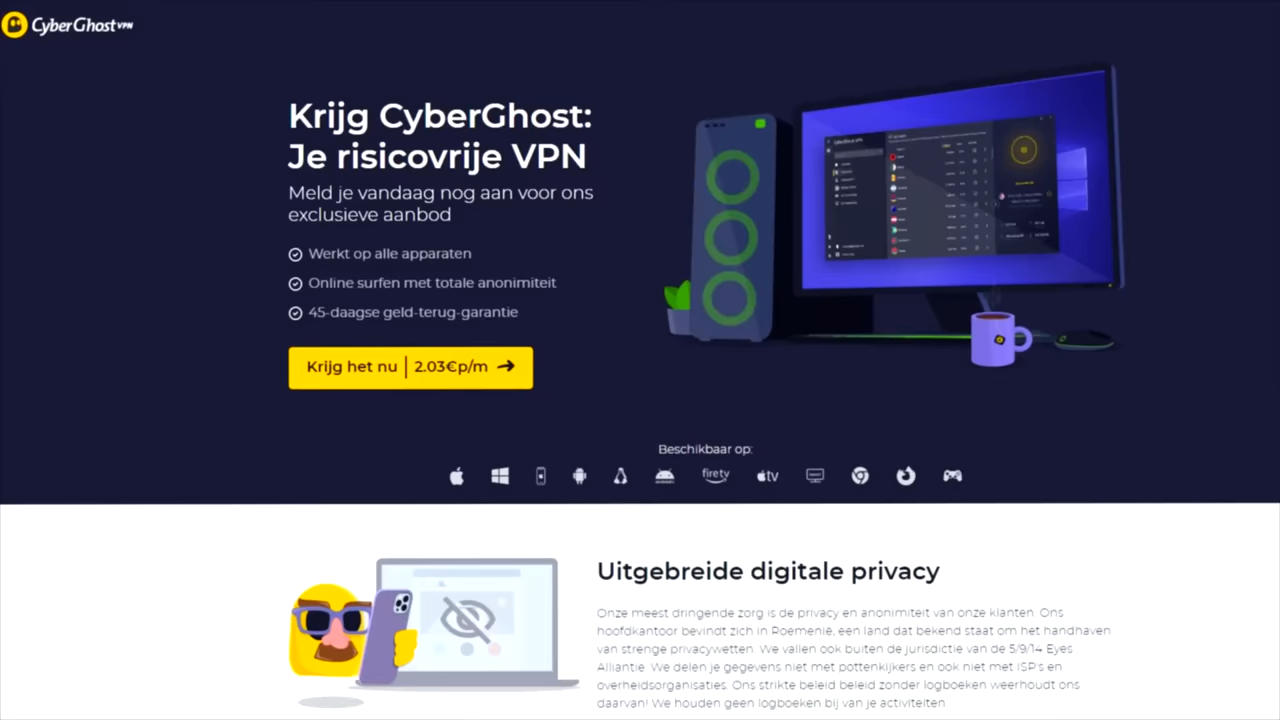 CyberGhost VPN
Krijg CyberGhost:
Je risicovrije VPN
Meld je vandaag nog aan voor ons
exclusieve aanbod
Werkt op alle apparaten
Online surfen met totale anonimiteit
45-daagse geld-terug-garantie
Krijg het nu | 2.03€p/m →
Beschikbaar op:
firetv
tv
Uitgebreide digitale privacy
Onze meest dringende zorg is de privacy en anonimiteit van onze klanten. Ons
hoofdkantoor bevindt zich in Roemenië, een land dat bekend staat om het handhaven
van strenge privacywetten. We vallen ook buiten de jurisdictie van de 5/9/14 Eyes
Alliantie. We delen je gegevens niet met pottenkijkers en ook niet met ISP's en
overheidsorganisaties. Ons strikte beleid beleid zonder logboeken weerhoudt ons
daarvan! We houden geen logboeken bij van je activiteiten